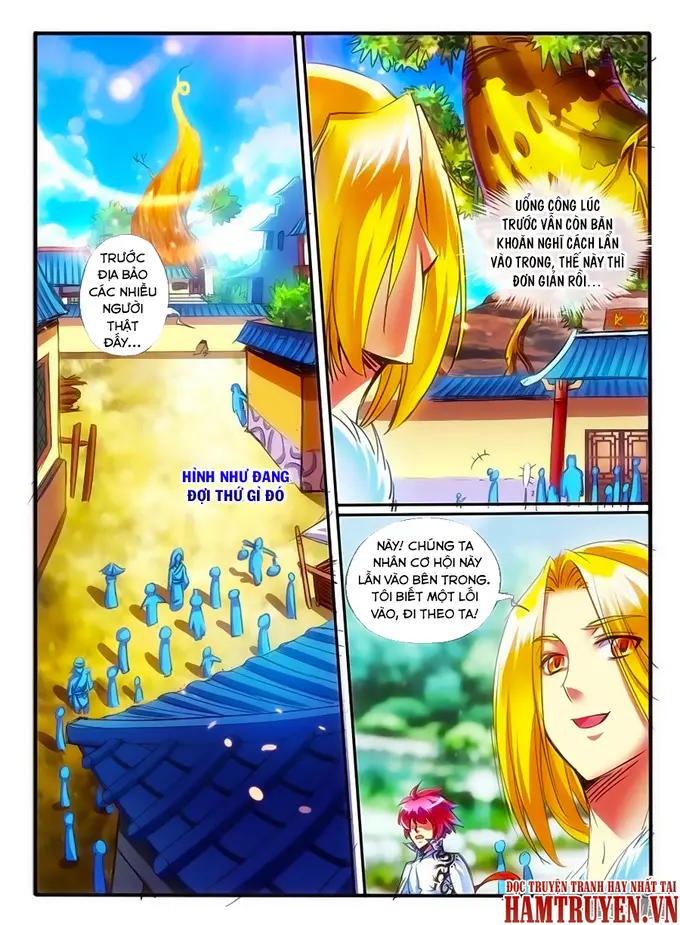 TRƯỚC
ĐỊA BẢO
CÁC NHIỀU
NGƯỜI
THẬT
ĐẤY...
HÌNH NHƯ ĐANG
ĐỢI THỨ GÌ ĐÓ
UỔNG CÔNG LÚC
TRƯỚC VẪN CÒN BĂN
KHOĂN NGHĨ CÁCH LẨN
VÀO TRONG, THẾ NÀY THÌ
ĐƠN GIẢN RỒI...
NÀY! CHÚNG TA
NHÂN CƠ HỘI NÀY
LẪN VÀO BÊN TRONG.
TÔI BIẾT MỘT LỐI
VÀO, ĐI THEO TA!
ĐỌC TRUYỆN TRANH HAY NHẤT TẠI
HAMTRUYEN.VN